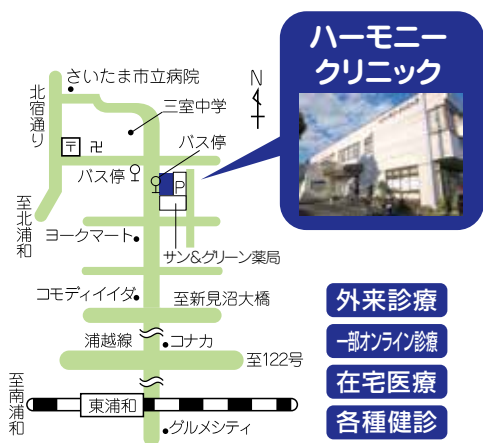 ハーモニー
クリニック
さいたま市立病院
北宿通り
三室中学
N
バス停
〒
卍
バス停
P
至北浦和
ヨークマート
サン&グリーン薬局
コモディイイダ
至新見沼大橋
外来診療
一部オンライン診療
在宅医療
各種健診
浦越線
コナカ
至122号
至南浦和
東浦和
グルメシティ